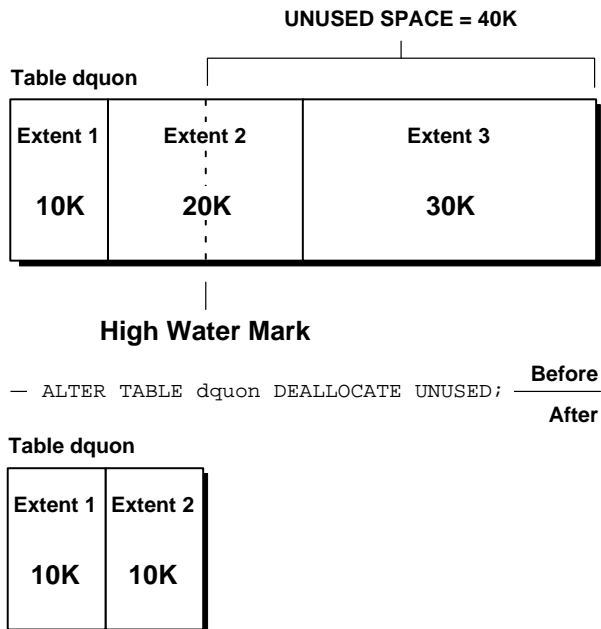 UNUSED SPACE = 40K
Table dquon
Extent 1 Extent 2 Extent 3
10K 20K 30K
High Water Mark
Before
ALTER TABLE dquon DEALLOCATE UNUSED;
After
Table dquon
Extent 1 Extent 2
10K 10K